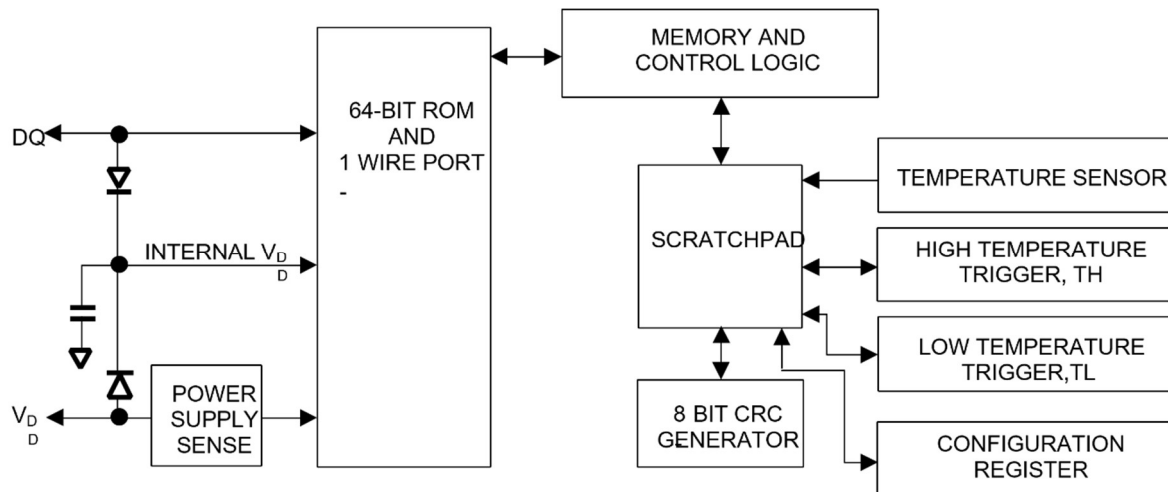 DQ
INTERNAL VD
D
VD
D
POWER
SUPPLY
SENSE
64-BIT ROM
AND
1 WIRE PORT
-
MEMORY AND
CONTROL LOGIC
SCRATCHPAD
8 BIT CRC
-
GENERATOR
TEMPERATURE SENSOR
HIGH TEMPERATURE
TRIGGER, TH
LOW TEMPERATURE
TRIGGER,TL
CONFIGURATION
REGISTER